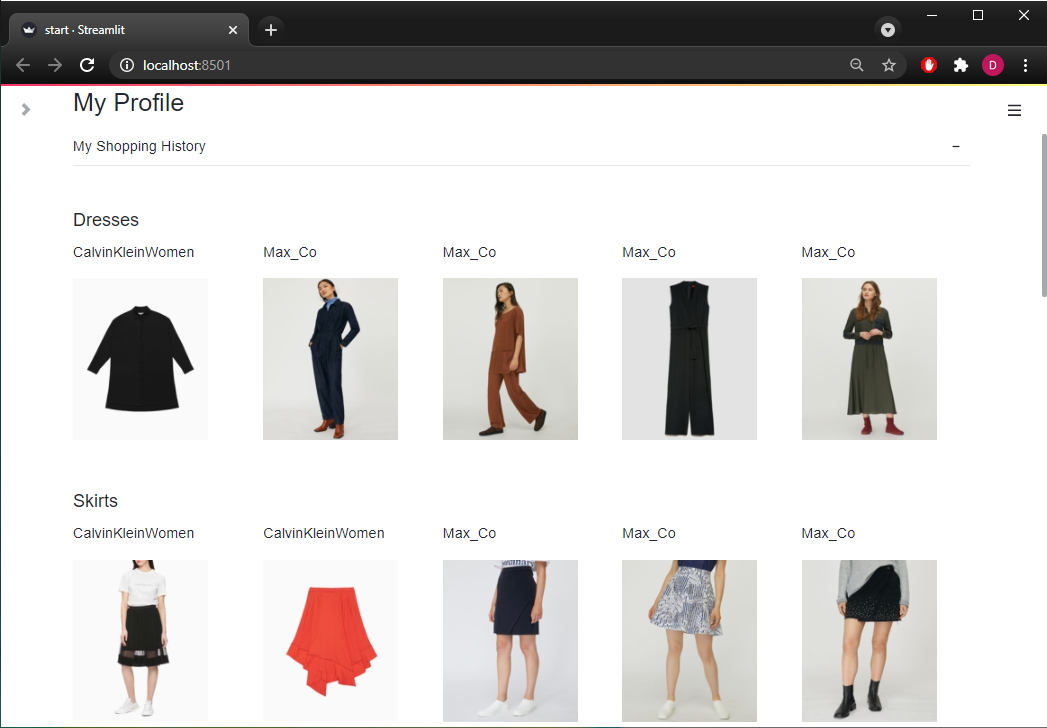 start · Streamlit
localhost:8501
D
My Profile
My Shopping History
Dresses
CalvinKleinWomen Max_Co Max_Co Max_Co Max_Co
Skirts
CalvinKleinWomen CalvinKleinWomen Max_Co Max_Co Max_Co